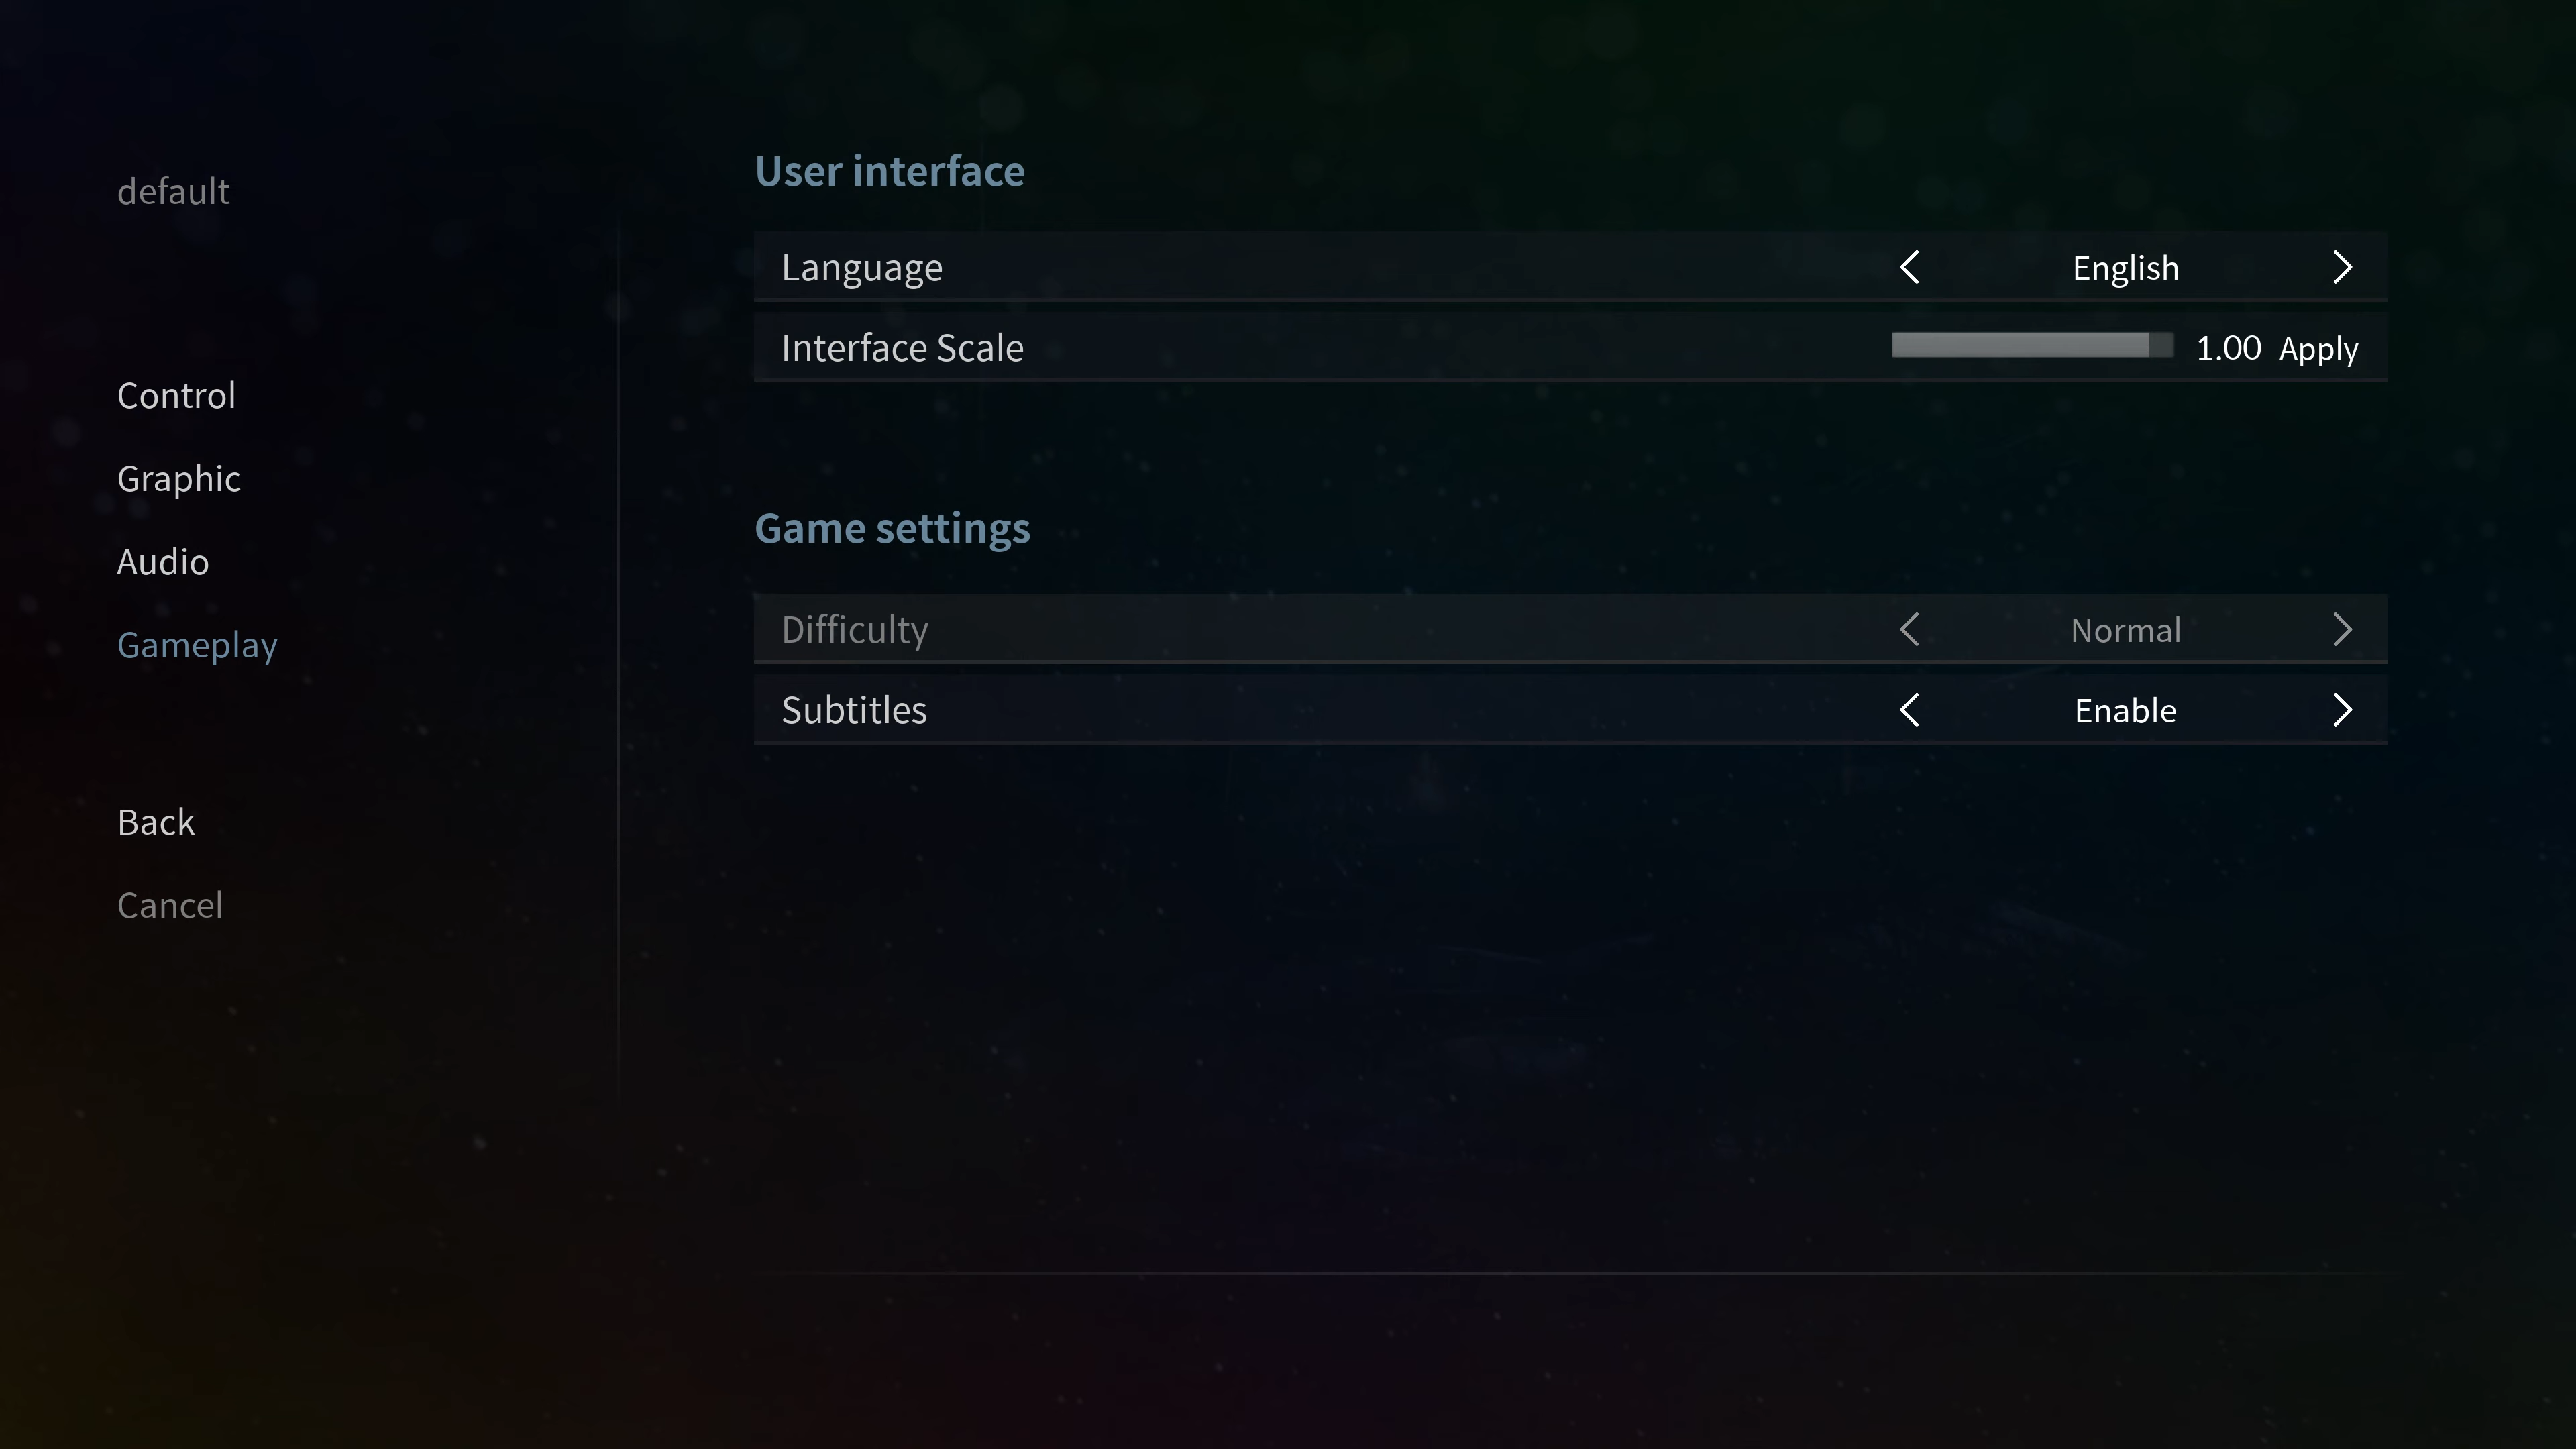 default
Control
Graphic
Audio
Gameplay
Back
Cancel
User interface
Language English
Interface Scale 1.00 Apply
Game settings
Difficulty Normal
Subtitles Enable